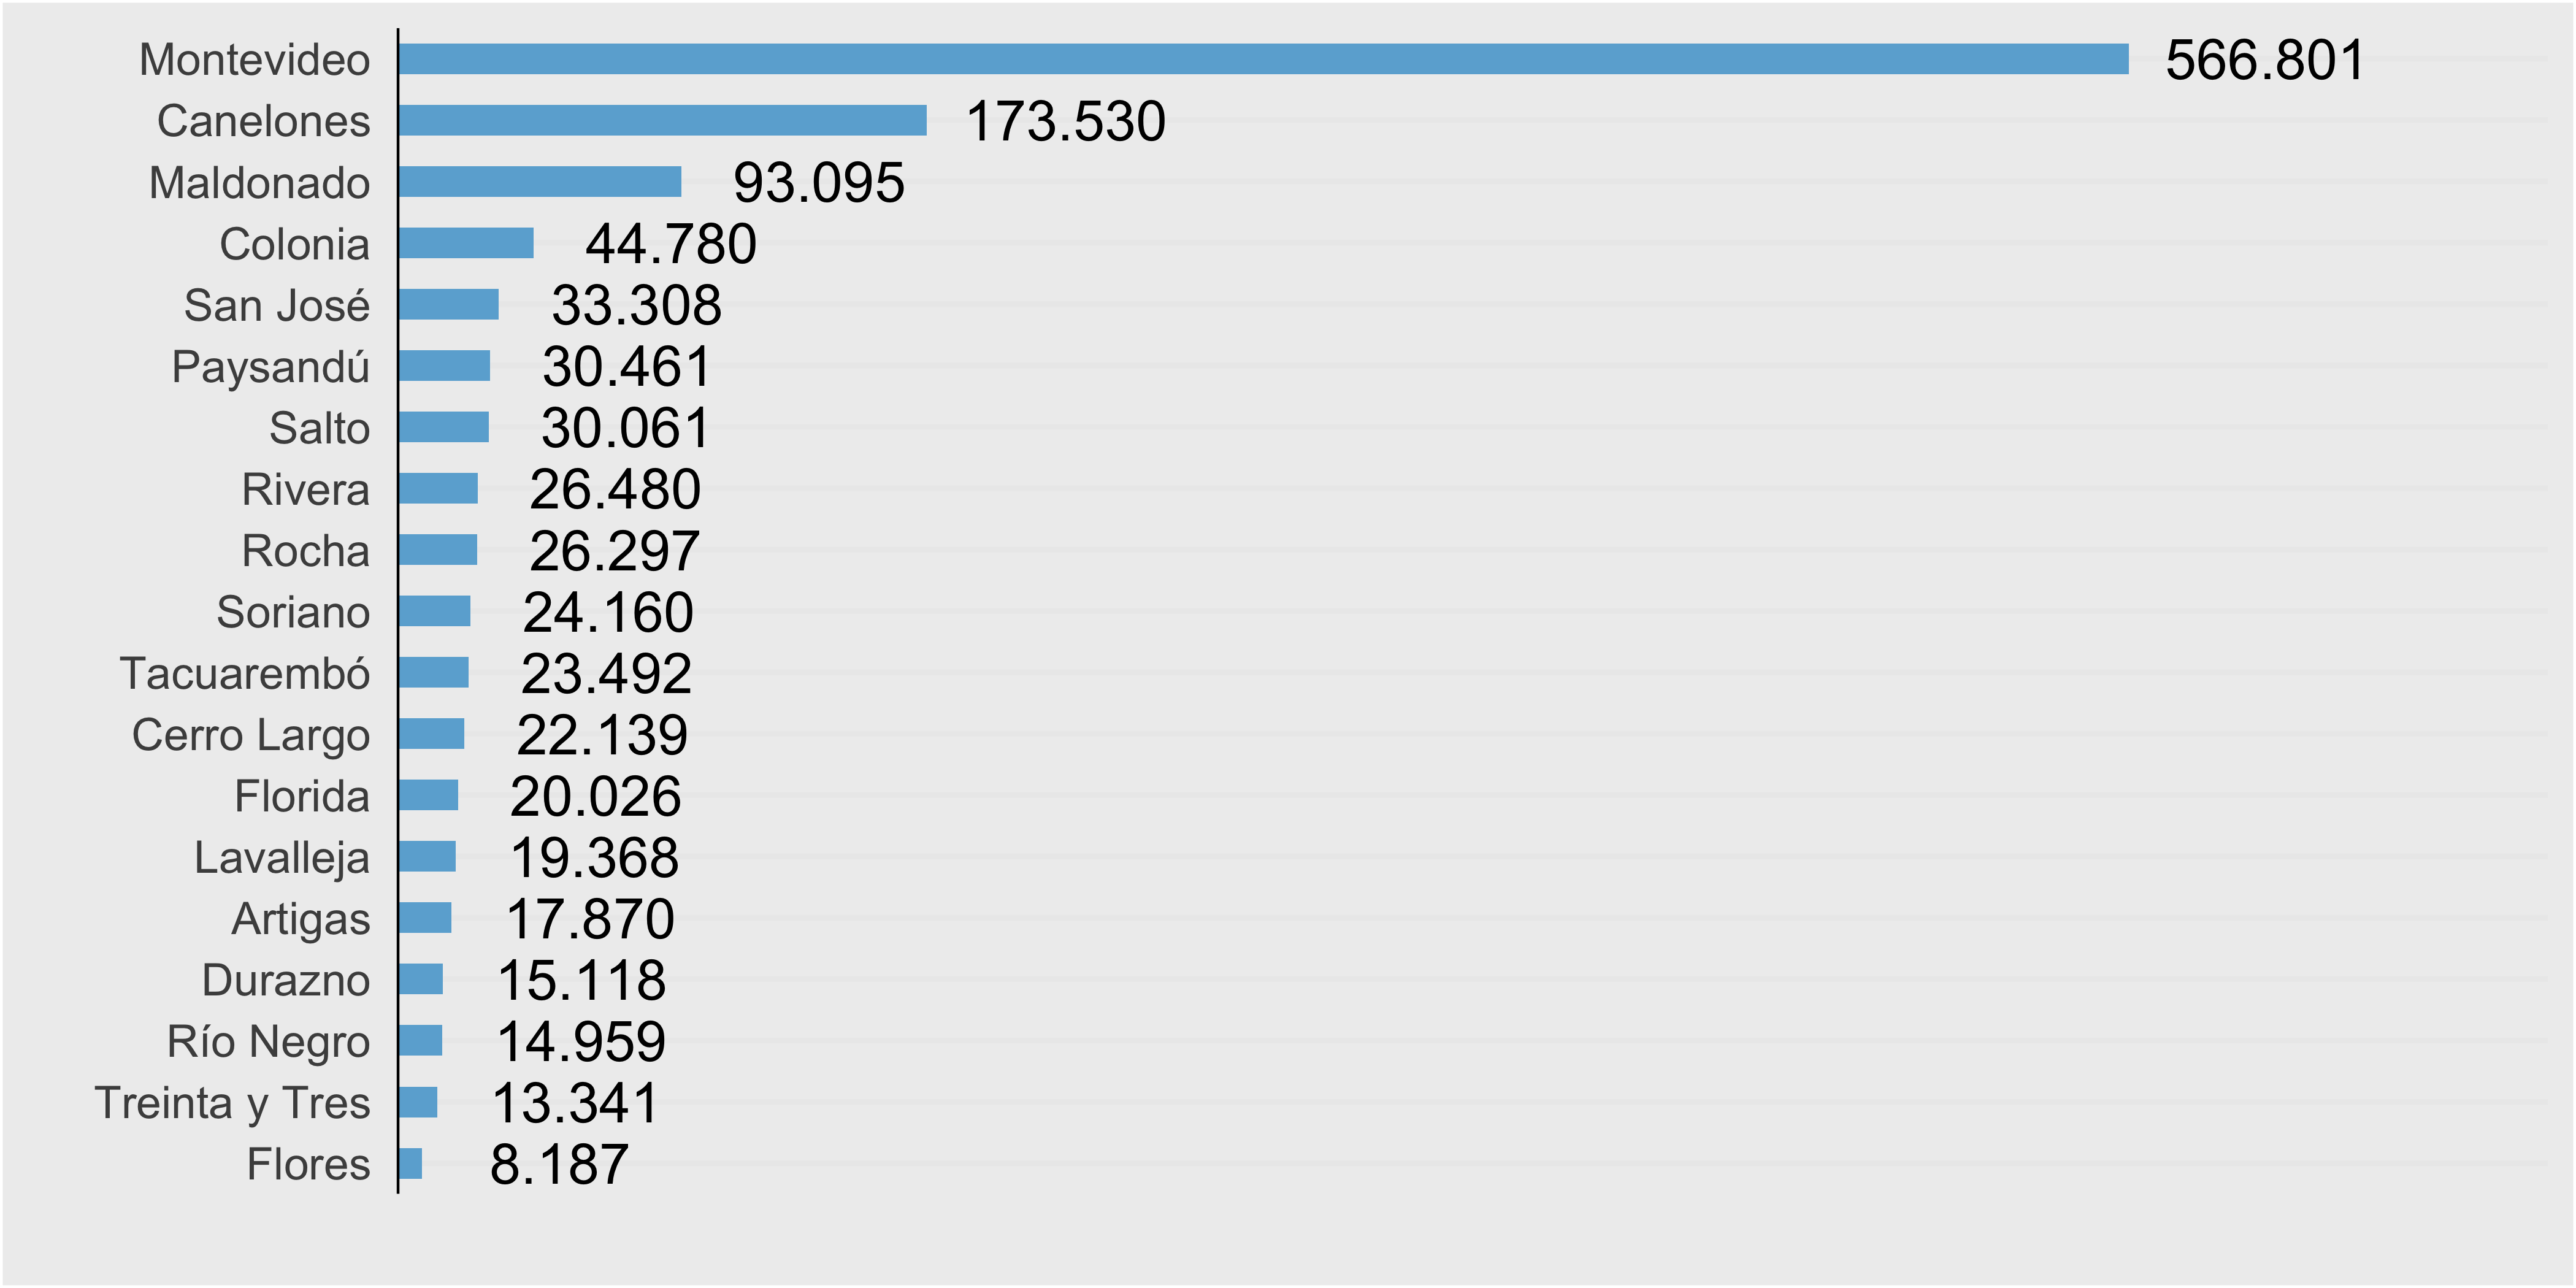 Montevideo 566.801
Canelones 173.530
Maldonado 93.095
Colonia 44.780
San José 33.308
Paysandú 30.461
Salto 30.061
Rivera 26.480
Rocha 26.297
Soriano 24.160
Tacuarembó 23.492
Cerro Largo 22.139
Florida 20.026
Lavalleja 19.368
Artigas 17.870
Durazno 15.118
Río Negro 14.959
Treinta y Tres 13.341
Flores 8.187